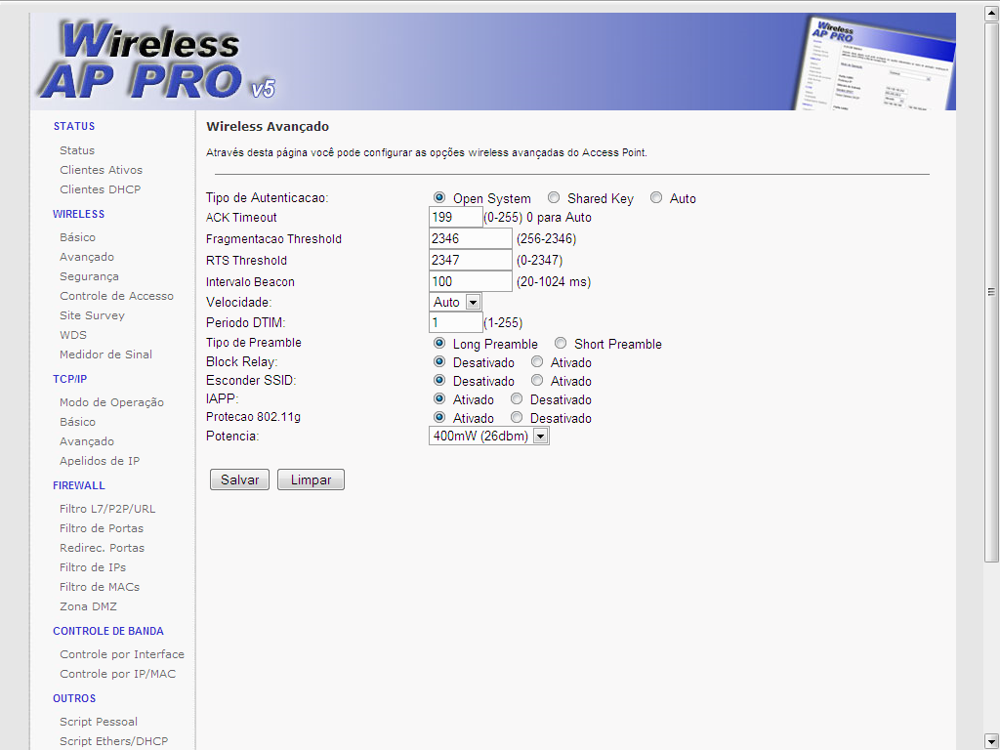 Wireless
AP PRO v5
Wireless
AP PRO
STATUS
Status
Clientes Ativos
Clientes DHCP
WIRELESS
Básico
Avançado
Segurança
Controle de Accesso
Site Survey
WDS
Medidor de Sinal
TCP/IP
Modo de Operação
Básico
Avançado
Apelidos de IP
FIREWALL
Filtro L7/P2P/URL
Filtro de Portas
Redirec. Portas
Filtro de IPs
Filtro de MACs
Zona DMZ
CONTROLE DE BANDA
Controle por Interface
Controle por IP/MAC
OUTROS
Script Pessoal
Script Ethers/DHCP
Wireless Avançado
Através desta página você pode configurar as opções wireless avançadas do Access Point.
Tipo de Autenticacao: Open System Shared Key Auto
ACK Timeout 199 (0-255) 0 para Auto
Fragmentacao Threshold 2346 (256-2346)
RTS Threshold 2347 (0-2347)
Intervalo Beacon 100 (20-1024 ms)
Velocidade: Auto
Periodo DTIM: 1 (1-255)
Tipo de Preamble Long Preamble Short Preamble
Block Relay: Desativado Ativado
Esconder SSID: Desativado Ativado
IAPP: Ativado Desativado
Protecao 802.11g Ativado Desativado
Potencia: 400mW (26dbm)
Salvar Limpar